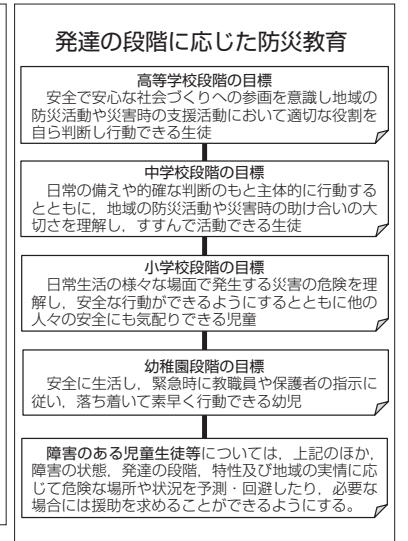 発達の段階に応じた防災教育
高等学校段階の目標
安全で安心な社会づくりへの参画を意識し地域の
防災活動や災害時の支援活動において適切な役割を
自ら判断し行動できる生徒
中学校段階の目標
日常の備えや的確な判断のもと主体的に行動する
とともに，地域の防災活動や災害時の助け合いの大
切さを理解し，すすんで活動できる生徒
小学校段階の目標
日常生活の様々な場面で発生する災害の危険を理
解し，安全な行動ができるようにするとともに他の
人々の安全にも気配りできる児童
幼稚園段階の目標
安全に生活し，緊急時に教職員や保護者の指示に
従い，落ち着いて素早く行動できる幼児
障害のある児童生徒等については，上記のほか，
障害の状態，発達の段階，特性及び地域の実情に応
じて危険な場所や状況を予測・回避したり，必要な
場合には援助を求めることができるようにする。